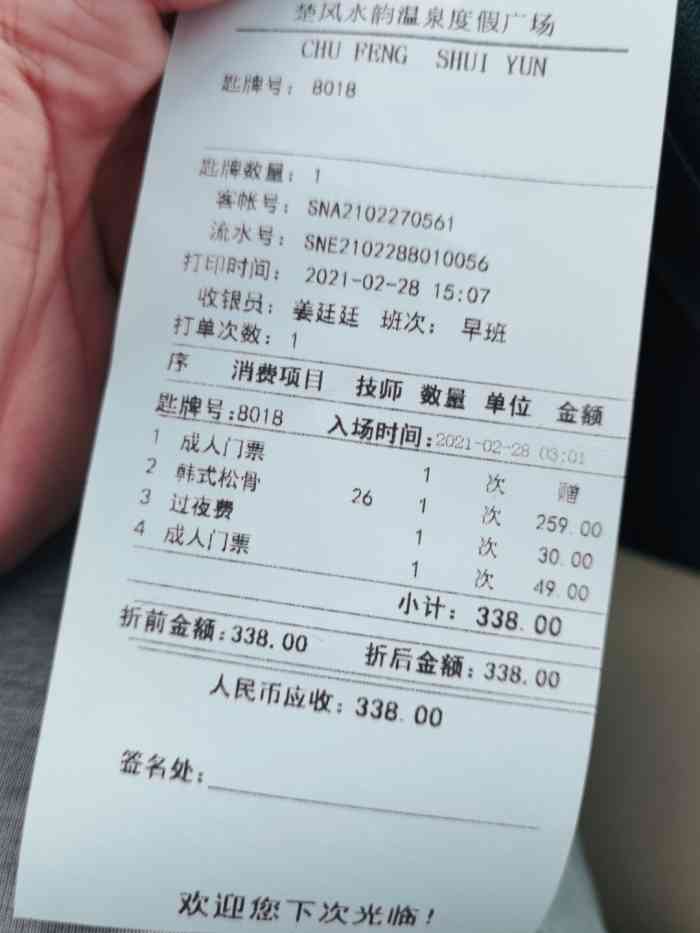 楚风水韵温泉度假广场
CHU FENG SHUI YUN
匙牌号: 8018
匙牌数量: 1
客帐号: SNA2102270561
流水号: SNE2102288010056
打印时间: 2021-02-28 15:07
收银员: 姜廷廷 班次: 早班
打单次数: 1
序 消费项目 技师 数量 单位 金额
匙牌号:8018 入场时间:2021-02-28 03:01
1 成人门票 1 次 赠
2 韩式松骨 26 1 次 259.00
3 过夜费 1 次 30.00
4 成人门票 1 次 49.00
小计: 338.00
折前金额:338.00 折后金额:338.00
人民币应收: 338.00
签名处:
欢迎您下次光临!